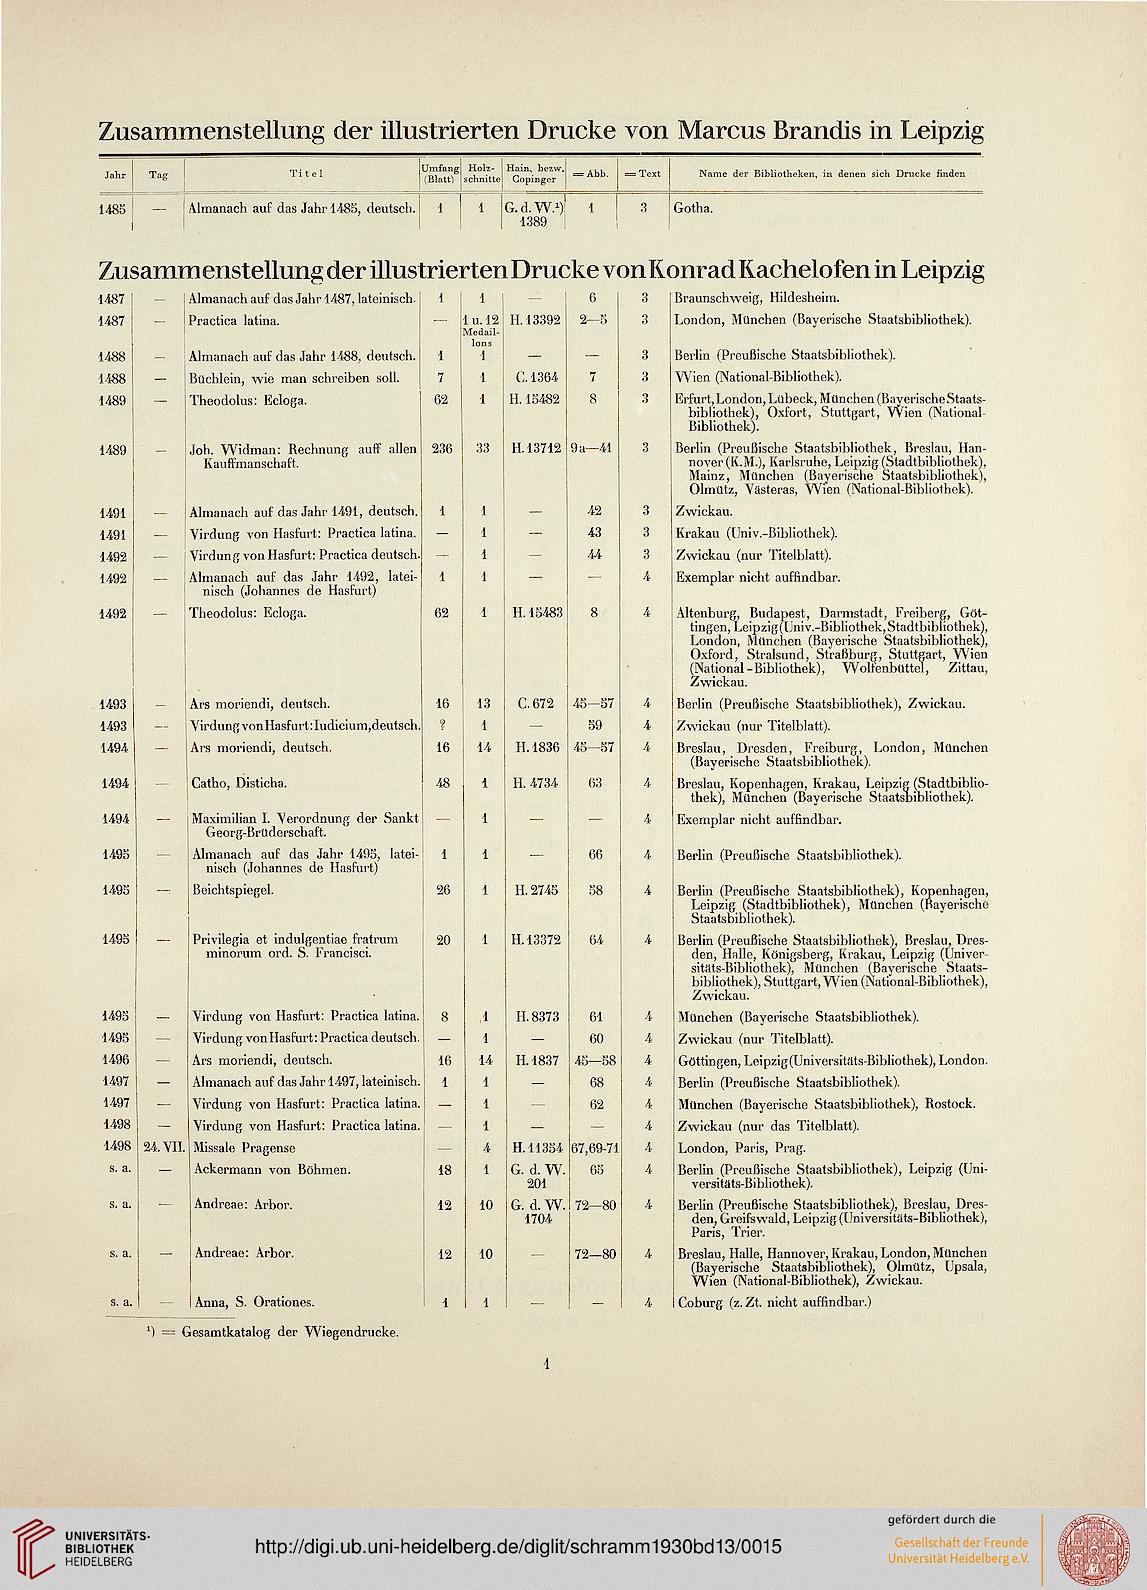 Zusammenstellung der illustrierten Drucke von Marcus Brandis in Leipzig
Jahr Tag Titel Umfang (Blatt) Holz-schnitte Hain, bezw. Copinger = Abb. = Text Name der Bibliotheken, in denen sich Drucke finden
1485 — Almanach auf das Jahr 1485, deutsch. 1 1 G. d. W.¹) 1 3 Gotha.
1389
Zusammenstellung der illustrierten Drucke von Konrad Kachelofen in Leipzig
1487 — Almanach auf das Jahr 1487, lateinisch. 1 1 — 6 3 Braunschweig, Hildesheim.
1487 — Practica latina. — 1 u. 12 H. 13392 2—5 3 London, München (Bayerische Staatsbibliothek).
Medail-
lons
1488 — Almanach auf das Jahr 1488, deutsch. 1 1 — — 3 Berlin (Preußische Staatsbibliothek).
1488 — Büchlein, wie man schreiben soll. 7 1 C. 1364 7 3 Wien (National-Bibliothek).
1489 — Theodolus: Ecloga. 62 1 H. 15482 8 3 Erfurt, London, Lübeck, München (Bayerische Staats-
bibliothek), Oxfort, Stuttgart, Wien (National-
Bibliothek).
1489 — Joh. Widman: Rechnung auff allen 236 33 H. 13712 9a—41 3 Berlin (Preußische Staatsbibliothek, Breslau, Han-
Kauffmanschaft. nover (K.M.), Karlsruhe, Leipzig (Stadtbibliothek),
Mainz, München (Bayerische Staatsbibliothek),
Olmütz, Västeras, Wien (National-Bibliothek).
1491 — Almanach auf das Jahr 1491, deutsch. 1 1 — 42 3 Zwickau.
1491 — Virdung von Hasfurt: Practica latina. — 1 — 43 3 Krakau (Univ.-Bibliothek).
1492 — Virdung von Hasfurt: Practica deutsch. — 1 — 44 3 Zwickau (nur Titelblatt).
1492 — Almanach auf das Jahr 1492, latei- 1 1 — — 4 Exemplar nicht auffindbar.
nisch (Johannes de Hasfurt)
1492 — Theodolus: Ecloga. 62 1 H. 15483 8 4 Altenburg, Budapest, Darmstadt, Freiberg, Göt-
tingen, Leipzig (Univ.-Bibliothek, Stadtbibliothek),
London, München (Bayerische Staatsbibliothek),
Oxford, Stralsund, Straßburg, Stuttgart, Wien
(National-Bibliothek), Wolfenbüttel, Zittau,
Zwickau.
1493 — Ars moriendi, deutsch. 16 13 C. 672 45—57 4 Berlin (Preußische Staatsbibliothek), Zwickau.
1493 — Virdung von Hasfurt: Iudicium, deutsch. ? 1 — 59 4 Zwickau (nur Titelblatt).
1494 — Ars moriendi, deutsch. 16 14 H. 1836 45—57 4 Breslau, Dresden, Freiburg, London, München
(Bayerische Staatsbibliothek).
1494 — Catho, Disticha. 48 1 H. 4734 63 4 Breslau, Kopenhagen, Krakau, Leipzig (Stadtbiblio-
thek), München (Bayerische Staatsbibliothek).
1494 — Maximilian I. Verordnung der Sankt — 1 — — 4 Exemplar nicht auffindbar.
Georg-Brüderschaft.
1495 — Almanach auf das Jahr 1495, latei- 1 1 — 66 4 Berlin (Preußische Staatsbibliothek).
nisch (Johannes de Hasfurt)
1495 — Beichtspiegel. 26 1 H. 2745 58 4 Berlin (Preußische Staatsbibliothek), Kopenhagen,
Leipzig (Stadtbibliothek), München (Bayerische
Staatsbibliothek).
1495 — Privilegia et indulgentiae fratrum 20 1 H. 13372 64 4 Berlin (Preußische Staatsbibliothek), Breslau, Dres-
minorum ord. S. Francisci. den, Halle, Königsberg, Krakau, Leipzig (Univer-
sitäts-Bibliothek), München (Bayerische Staats-
bibliothek), Stuttgart, Wien (National-Bibliothek),
Zwickau.
1495 — Virdung von Hasfurt: Practica latina. 8 1 H. 8373 61 4 München (Bayerische Staatsbibliothek).
1495 — Virdung von Hasfurt: Practica deutsch. — 1 — 60 4 Zwickau (nur Titelblatt).
1496 — Ars moriendi, deutsch. 16 14 H. 1837 45—58 4 Göttingen, Leipzig (Universitäts-Bibliothek), London.
1497 — Almanach auf das Jahr 1497, lateinisch. 1 1 — 68 4 Berlin (Preußische Staatsbibliothek).
1497 — Virdung von Hasfurt: Practica latina. — 1 — 62 4 München (Bayerische Staatsbibliothek), Rostock.
1498 — Virdung von Hasfurt: Practica latina. — 1 — — 4 Zwickau (nur das Titelblatt).
1498 24. VII. Missale Pragense — 4 H. 11354 67,69-71 4 London, Paris, Prag.
s. a. — Ackermann von Böhmen. 18 1 G. d. W. 65 4 Berlin (Preußische Staatsbibliothek), Leipzig (Uni-
201 versitäts-Bibliothek).
s. a. — Andreae: Arbor. 12 10 G. d. W. 72—80 4 Berlin (Preußische Staatsbibliothek), Breslau, Dres-
1704 den, Greifswald, Leipzig (Universitäts-Bibliothek),
Paris, Trier.
s. a. — Andreae: Arbor. 12 10 — 72—80 4 Breslau, Halle, Hannover, Krakau, London, München
(Bayerische Staatsbibliothek), Olmütz, Upsala,
Wien (National-Bibliothek), Zwickau.
s. a. — Anna, S. Orationes. 1 1 — — 4 Coburg (z. Zt. nicht auffindbar.)
¹) = Gesamtkatalog der Wiegendrucke.
1
UNIVERSITÄTS-
BIBLIOTHEK
HEIDELBERG
http://digi.ub.uni-heidelberg.de/diglit/schramm1930bd13/0015
gefördert durch die
Gesellschaft der Freunde
Universität Heidelberg e.V.